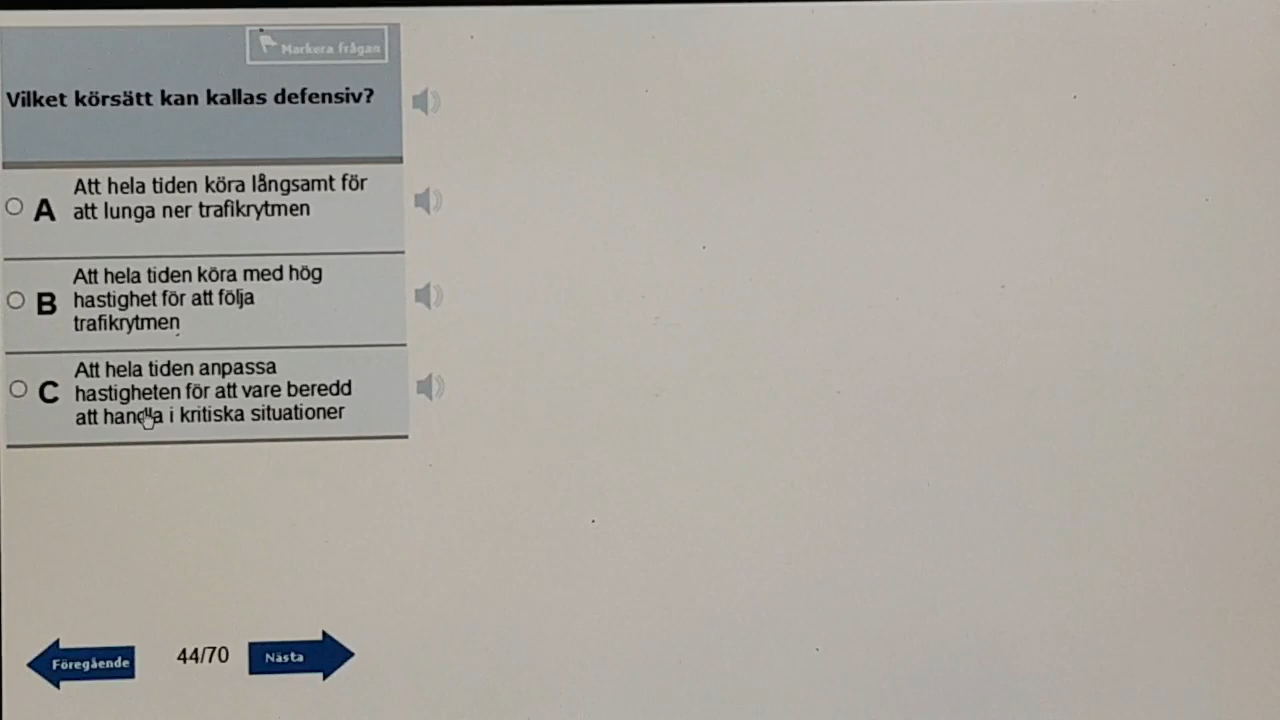 Markera frågan
Vilket körsätt kan kallas defensiv?
A Att hela tiden köra långsamt för
att lunga ner trafikrytmen
B Att hela tiden köra med hög
hastighet för att följa
trafikrytmen
C Att hela tiden anpassa
hastigheten för att vare beredd
att handla i kritiska situationer
Föregående 44/70 Nästa